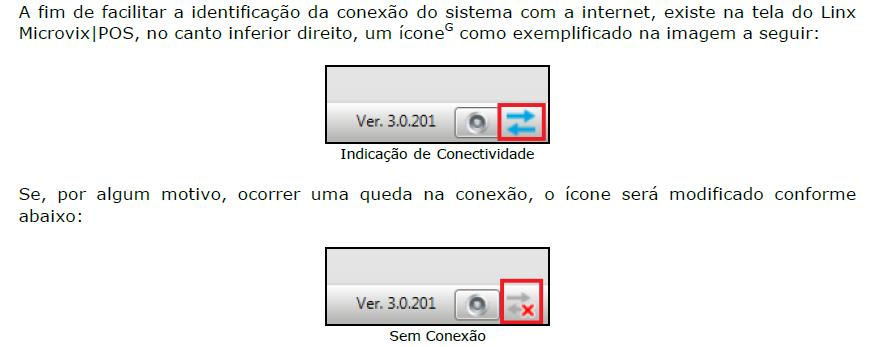 A fim de facilitar a identificação da conexão do sistema com a internet, existe na tela do Linx
Microvix|POS, no canto inferior direito, um ícone<sup>G</sup> como exemplificado na imagem a seguir:
Ver. 3.0.201
Indicação de Conectividade
Se, por algum motivo, ocorrer uma queda na conexão, o ícone será modificado conforme
abaixo:
Ver. 3.0.201
Sem Conexão